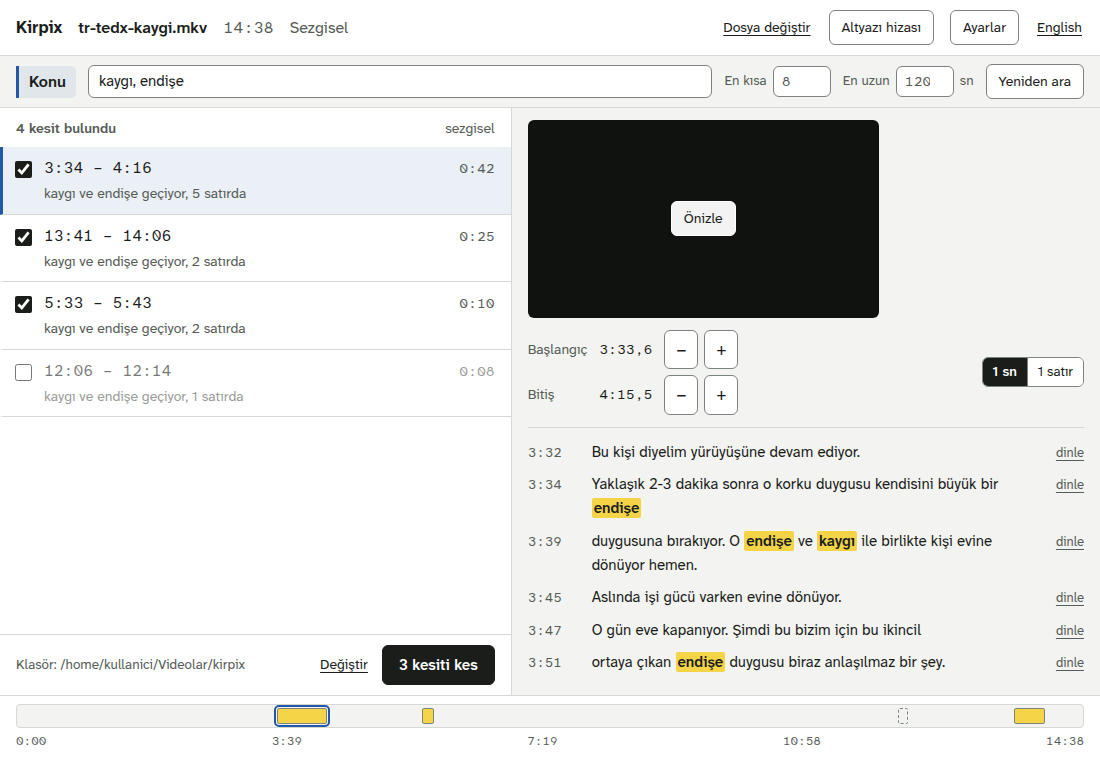 Kirpix tr-tedx-kaygi.mkv 14:38 Sezgisel Dosya değiştir Altyazı hizası Ayarlar English
Konu kaygı, endişe En kısa 8 En uzun 120 sn Yeniden ara
4 kesit bulundu sezgisel
3:34 – 4:16 0:42
kaygı ve endişe geçiyor, 5 satırda
13:41 – 14:06 0:25
kaygı ve endişe geçiyor, 2 satırda
5:33 – 5:43 0:10
kaygı ve endişe geçiyor, 2 satırda
12:06 – 12:14 0:08
kaygı ve endişe geçiyor, 1 satırda
Klasör: /home/kullanici/Videolar/kirpix Değiştir 3 kesiti kes
Önizle
Başlangıç 3:33,6 − +
Bitiş 4:15,5 − +
1 sn 1 satır
3:32 Bu kişi diyelim yürüyüşüne devam ediyor. dinle
3:34 Yaklaşık 2-3 dakika sonra o korku duygusu kendisini büyük bir dinle
endişe
3:39 duygusuna bırakıyor. O endişe ve kaygı ile birlikte kişi evine dinle
dönüyor hemen.
3:45 Aslında işi gücü varken evine dönüyor. dinle
3:47 O gün eve kapanıyor. Şimdi bu bizim için bu ikincil dinle
3:51 ortaya çıkan endişe duygusu biraz anlaşılmaz bir şey. dinle
0:00 3:39 7:19 10:58 14:38